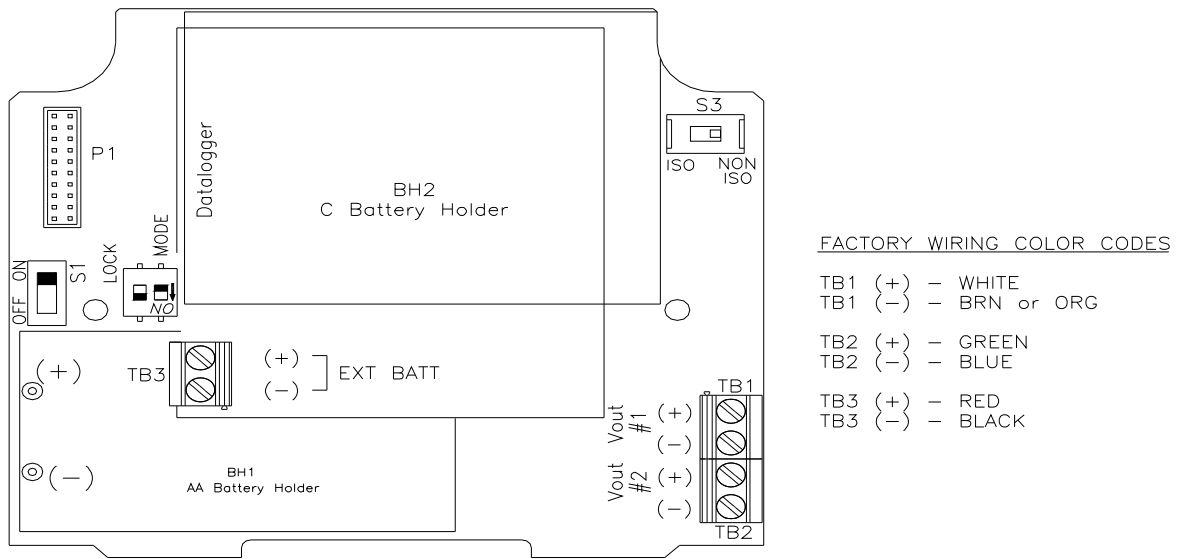 S3
ISO
NON
ISO
P1
Datalogger
BH2
C Battery Holder
LOCK
MODE
NO
S1
OFF ON
TB3
(+)
(-)
EXT BATT
(+)
(-)
BH1
AA Battery Holder
TB1
Vout
#1
(+)
(-)
Vout
#2
(+)
(-)
TB2
FACTORY WIRING COLOR CODES
TB1 (+) - WHITE
TB1 (-) - BRN or ORG
TB2 (+) - GREEN
TB2 (-) - BLUE
TB3 (+) - RED
TB3 (-) - BLACK